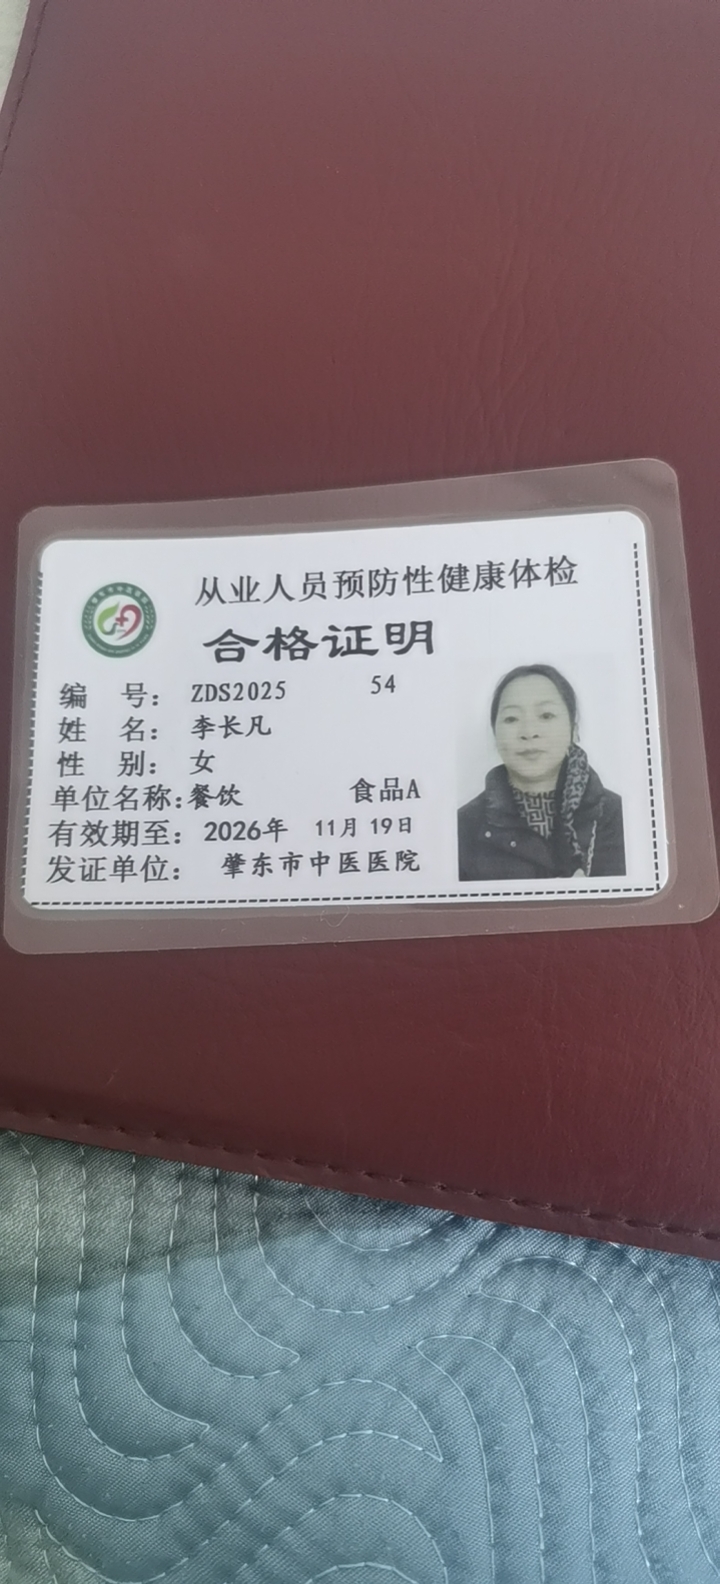 从业人员预防性健康体检
合格证明
编 号： ZDS2025 54
姓 名： 李长凡
性 别： 女
单位名称：餐饮 食品A
有效期至： 2026年 11月 19日
发证单位： 肇东市中医医院